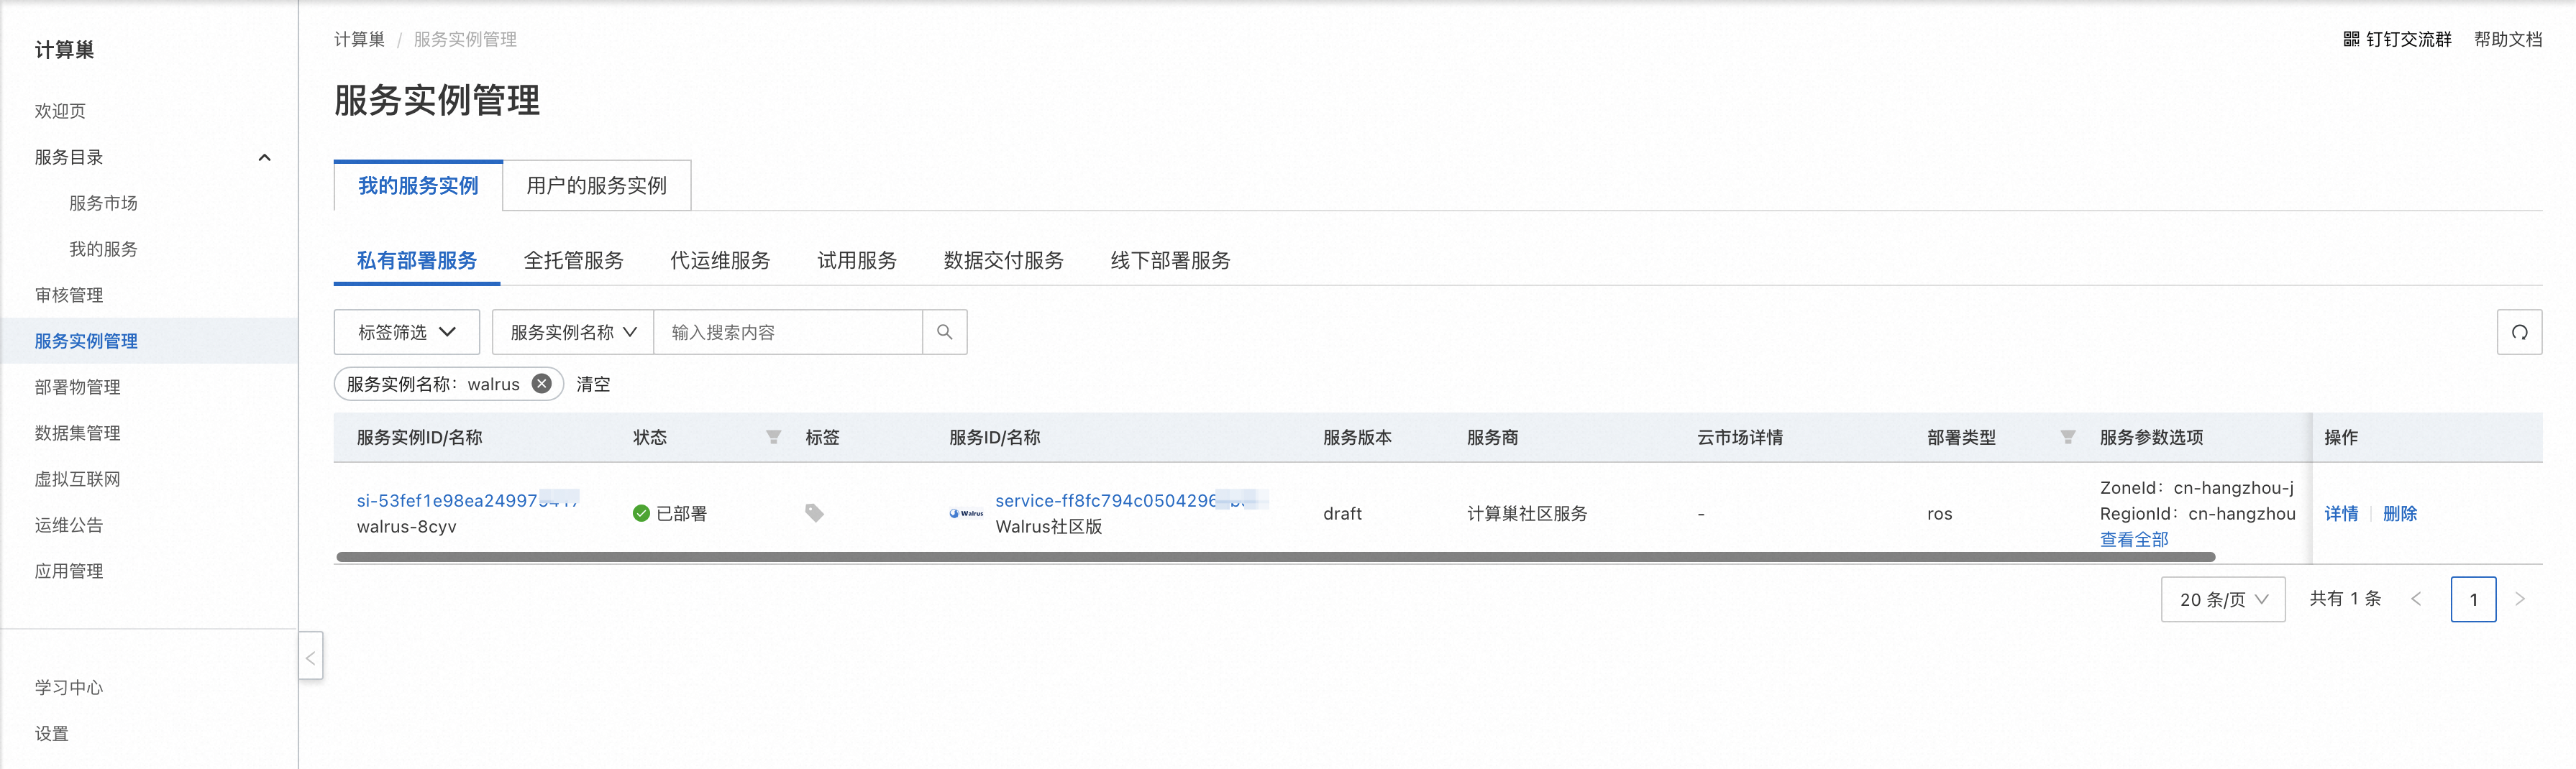 计算巢
欢迎页
服务目录
服务市场
我的服务
审核管理
服务实例管理
部署物管理
数据集管理
虚拟互联网
运维公告
应用管理
学习中心
设置
计算巢 / 服务实例管理
钉钉交流群 帮助文档
服务实例管理
我的服务实例 用户的服务实例
私有部署服务 全托管服务 代运维服务 试用服务 数据交付服务 线下部署服务
标签筛选 服务实例名称 输入搜索内容
服务实例名称：walrus 清空
服务实例ID/名称 状态 标签 服务ID/名称 服务版本 服务商 云市场详情 部署类型 服务参数选项 操作
si-53fef1e98ea24997
walrus-8cyv
已部署
Walrus
service-ff8fc794c0504296
Walrus社区版
draft
计算巢社区服务
-
ros
ZoneId：cn-hangzhou-j
RegionId：cn-hangzhou
查看全部
详情 删除
20 条/页 共有 1 条 1